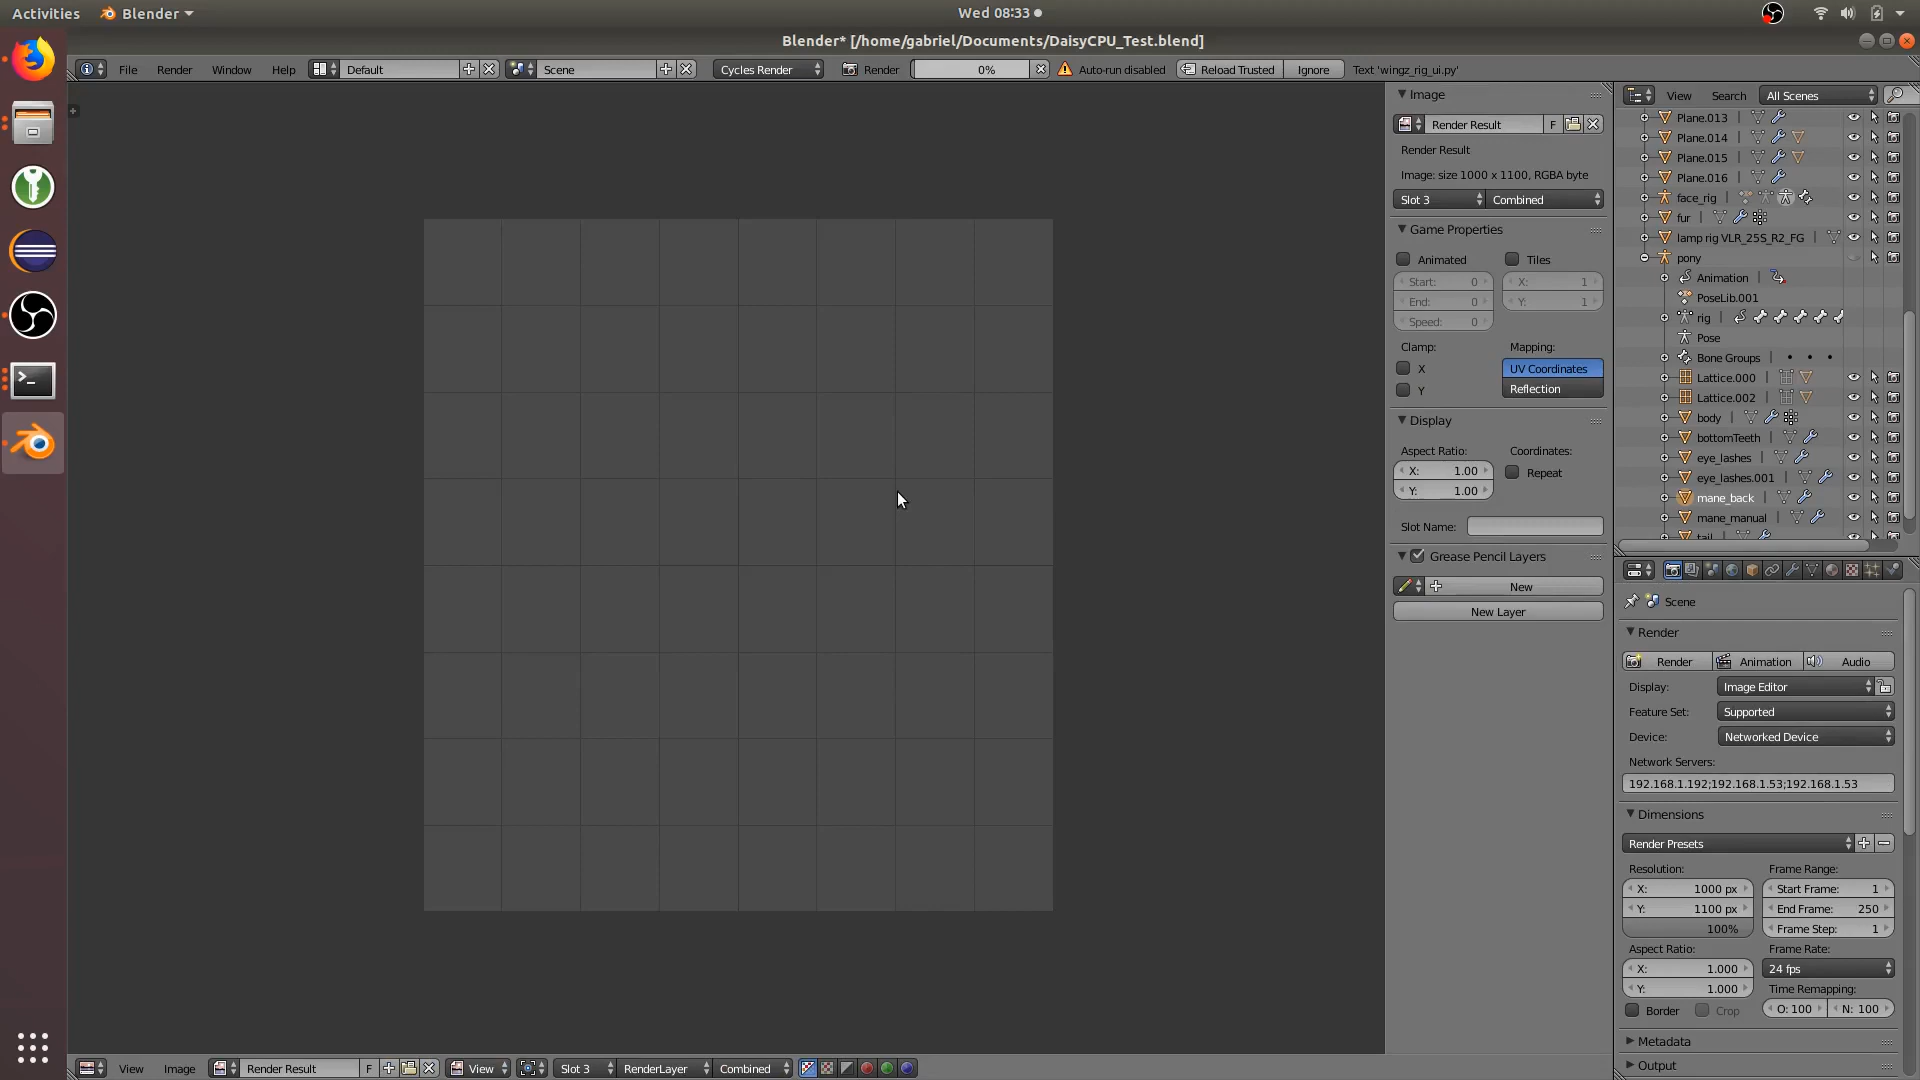 Activities Blender Wed 08:33
Blender* [/home/gabriel/Documents/DaisyCPU_Test.blend]
File Render Window Help Default Scene Cycles Render Render 0% Auto-run disabled Reload Trusted Ignore Text 'wingz_rig_ui.py'
Image
Render Result F
Render Result
Image: size 1000 x 1100, RGBA byte
Slot 3 Combined
Game Properties
Animated Tiles
Start: 0 X: 1
End: 0 Y: 1
Speed: 0
Clamp: Mapping:
X UV Coordinates
Y Reflection
Display
Aspect Ratio: Coordinates:
X: 1.00 Repeat
Y: 1.00
Slot Name:
Grease Pencil Layers
New
New Layer
View Search All Scenes
Plane.013
Plane.014
Plane.015
Plane.016
face_rig
fur
lamp rig VLR_25S_R2_FG
pony
Animation
PoseLib.001
rig
Pose
Bone Groups
Lattice.000
Lattice.002
body
bottomTeeth
eye_lashes
eye_lashes.001
mane_back
mane_manual
tail
Scene
Render
Render Animation Audio
Display: Image Editor
Feature Set: Supported
Device: Networked Device
Network Servers:
192.168.1.192;192.168.1.53;192.168.1.53
Dimensions
Render Presets
Resolution: Frame Range:
X: 1000 px Start Frame: 1
Y: 1100 px End Frame: 250
100% Frame Step: 1
Aspect Ratio: Frame Rate:
X: 1.000 24 fps
Y: 1.000 Time Remapping:
Border Crop O: 100 N: 100
Metadata
Output
View Image Render Result F View Slot 3 RenderLayer Combined